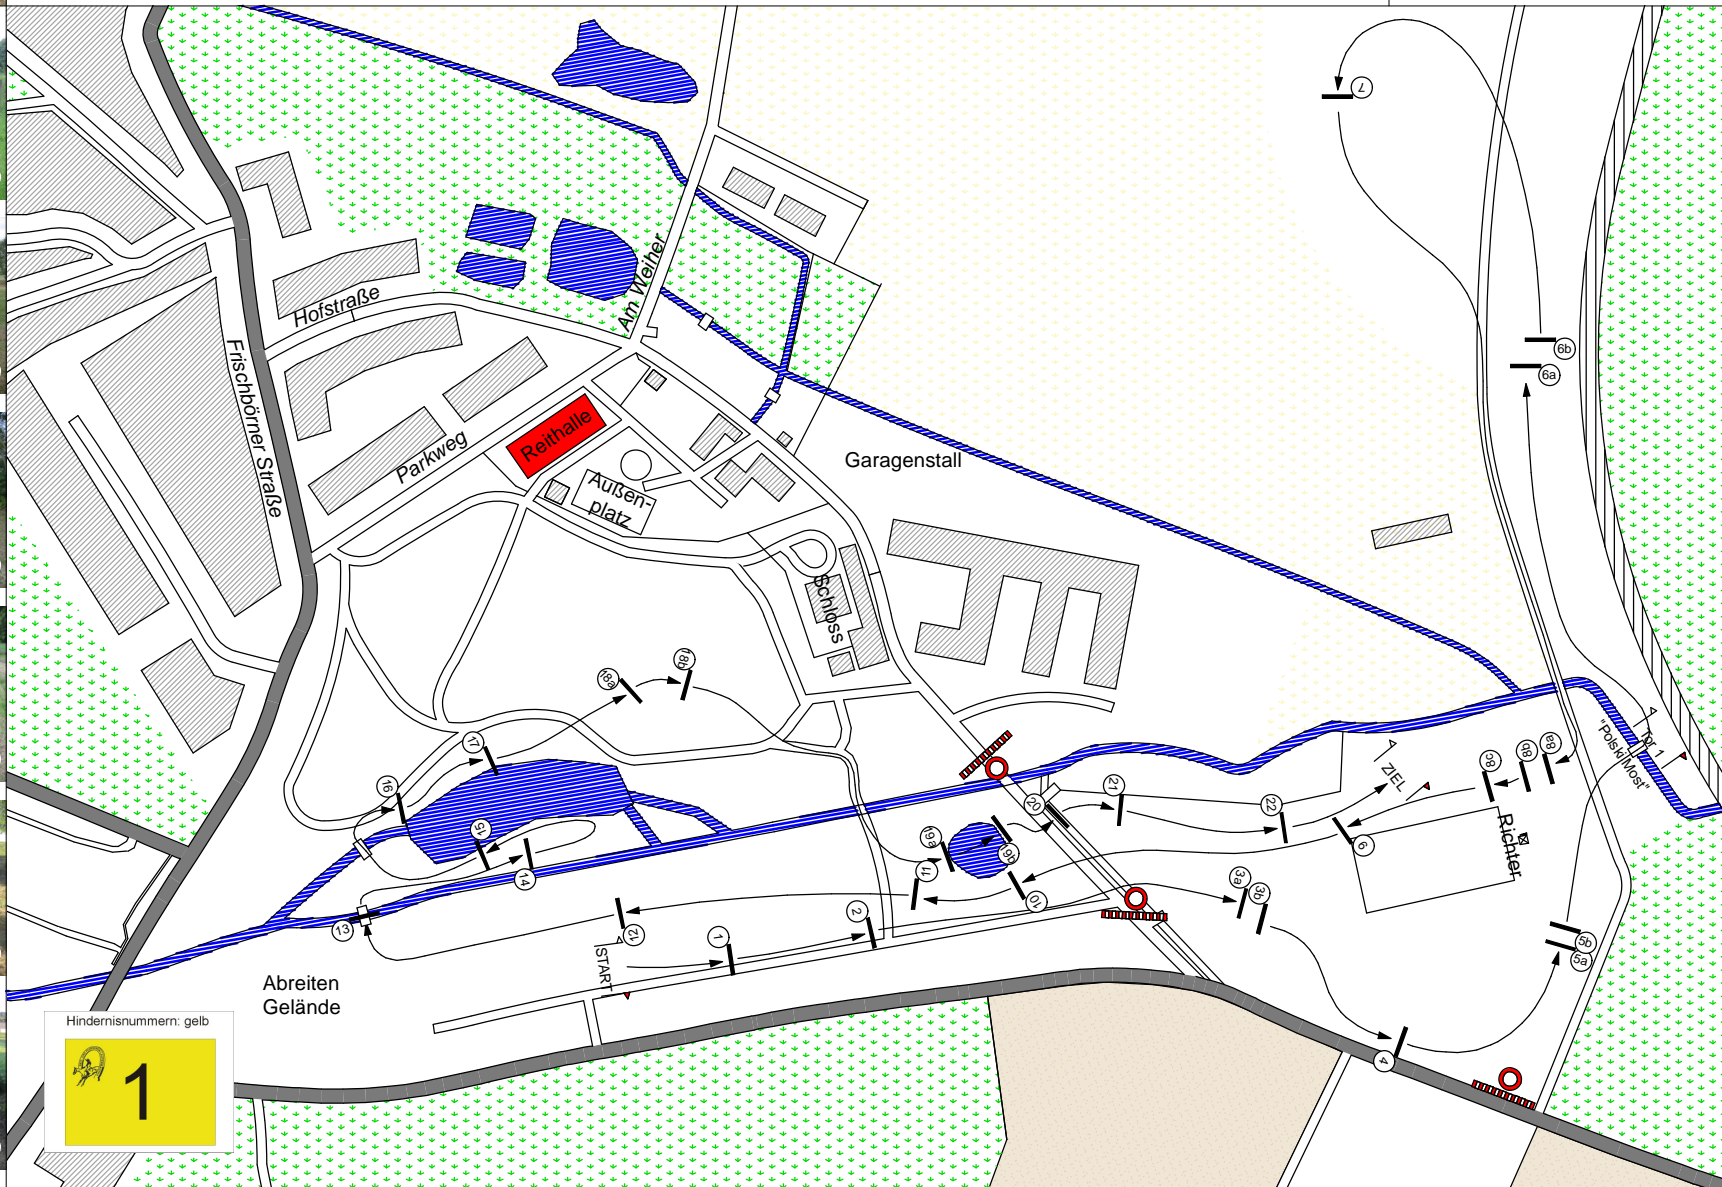 7
6b
6a
Am Weiher
Hofstraße
Frischbörner Straße
Parkweg
Reithalle
Außen-
platz
Garagenstall
Schloss
18a
18b
17
16
15
14
13
"Polski Most"
Tor 1
8a
8b
8c
ZIEL
Richter
9
22
21
20
19a
19b
11
10
3a
3b
2
1
12
START
5b
5a
4
Abreiten
Gelände
Hindernisnummern: gelb
1